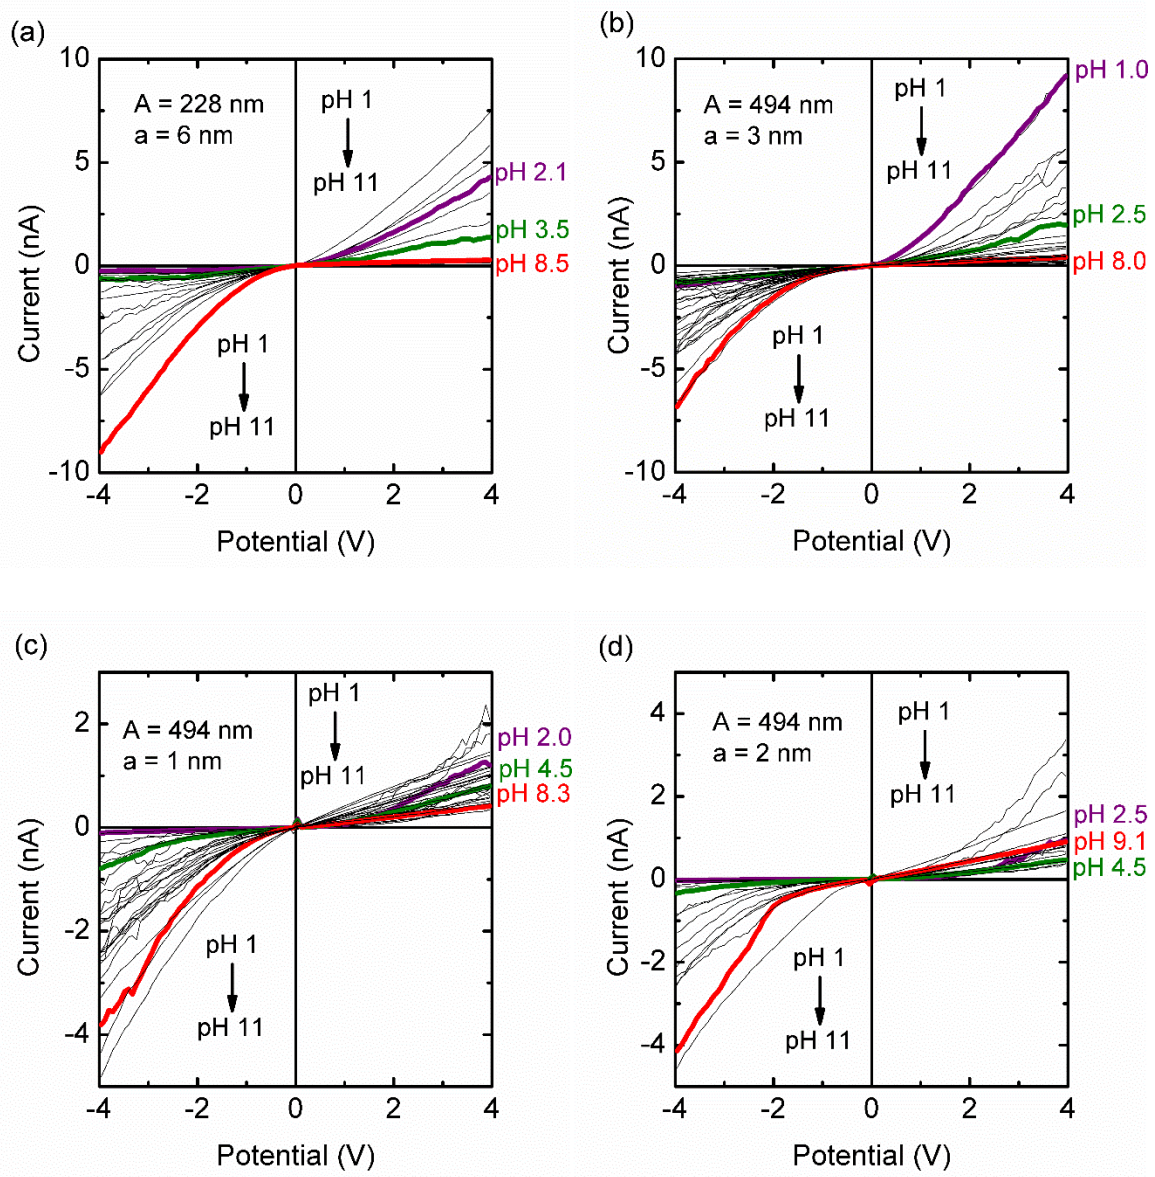 (a)
10
5
0
-5
-10
Current (nA)
A = 228 nm
a = 6 nm
pH 1
pH 11
pH 2.1
pH 3.5
pH 8.5
pH 1
pH 11
-4
-2
0
2
4
Potential (V)
(b)
10
5
0
-5
-10
Current (nA)
A = 494 nm
a = 3 nm
pH 1
pH 11
pH 1.0
pH 2.5
pH 8.0
pH 1
pH 11
-4
-2
0
2
4
Potential (V)
(c)
2
0
-2
-4
Current (nA)
A = 494 nm
a = 1 nm
pH 1
pH 11
pH 2.0
pH 4.5
pH 8.3
pH 1
pH 11
-4
-2
0
2
4
Potential (V)
(d)
4
2
0
-2
-4
Current (nA)
A = 494 nm
a = 2 nm
pH 1
pH 11
pH 2.5
pH 9.1
pH 4.5
pH 1
pH 11
-4
-2
0
2
4
Potential (V)